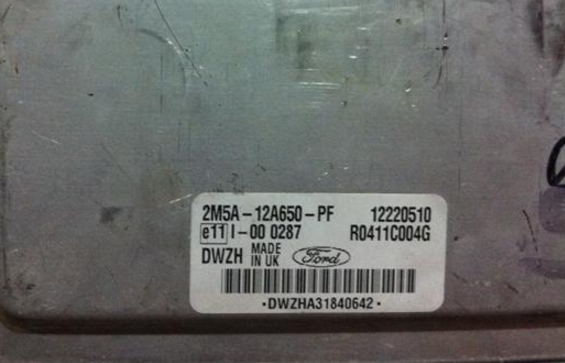 2M5A-12A650-PF 12220510
e11 I-00 0287 R0411C004G
DWZH MADE IN UK Ford
·DWZHA31840642·